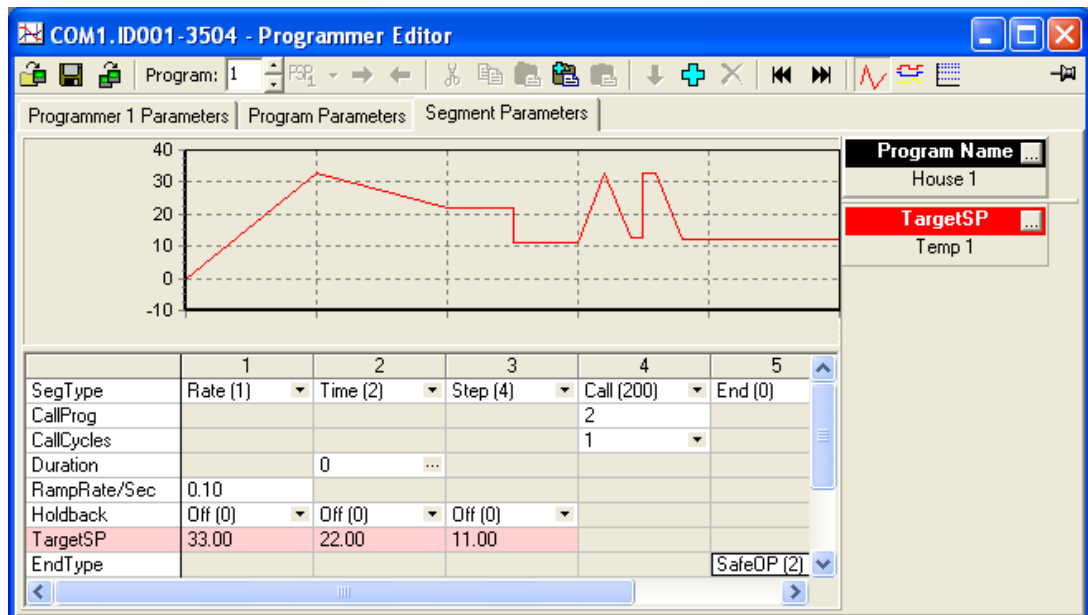 COM1.ID001-3504 - Programmer Editor
Program: 1 PSP1
Programmer 1 Parameters Program Parameters Segment Parameters
40
30
20
10
0
-10
Program Name ...
House 1
TargetSP ...
Temp 1
1 2 3 4 5
SegType Rate (1) Time (2) Step (4) Call (200) End (0)
CallProg 2
CallCycles 1
Duration 0 ...
RampRate/Sec 0.10
Holdback Off (0) Off (0) Off (0)
TargetSP 33.00 22.00 11.00
EndType SafeOP (2)